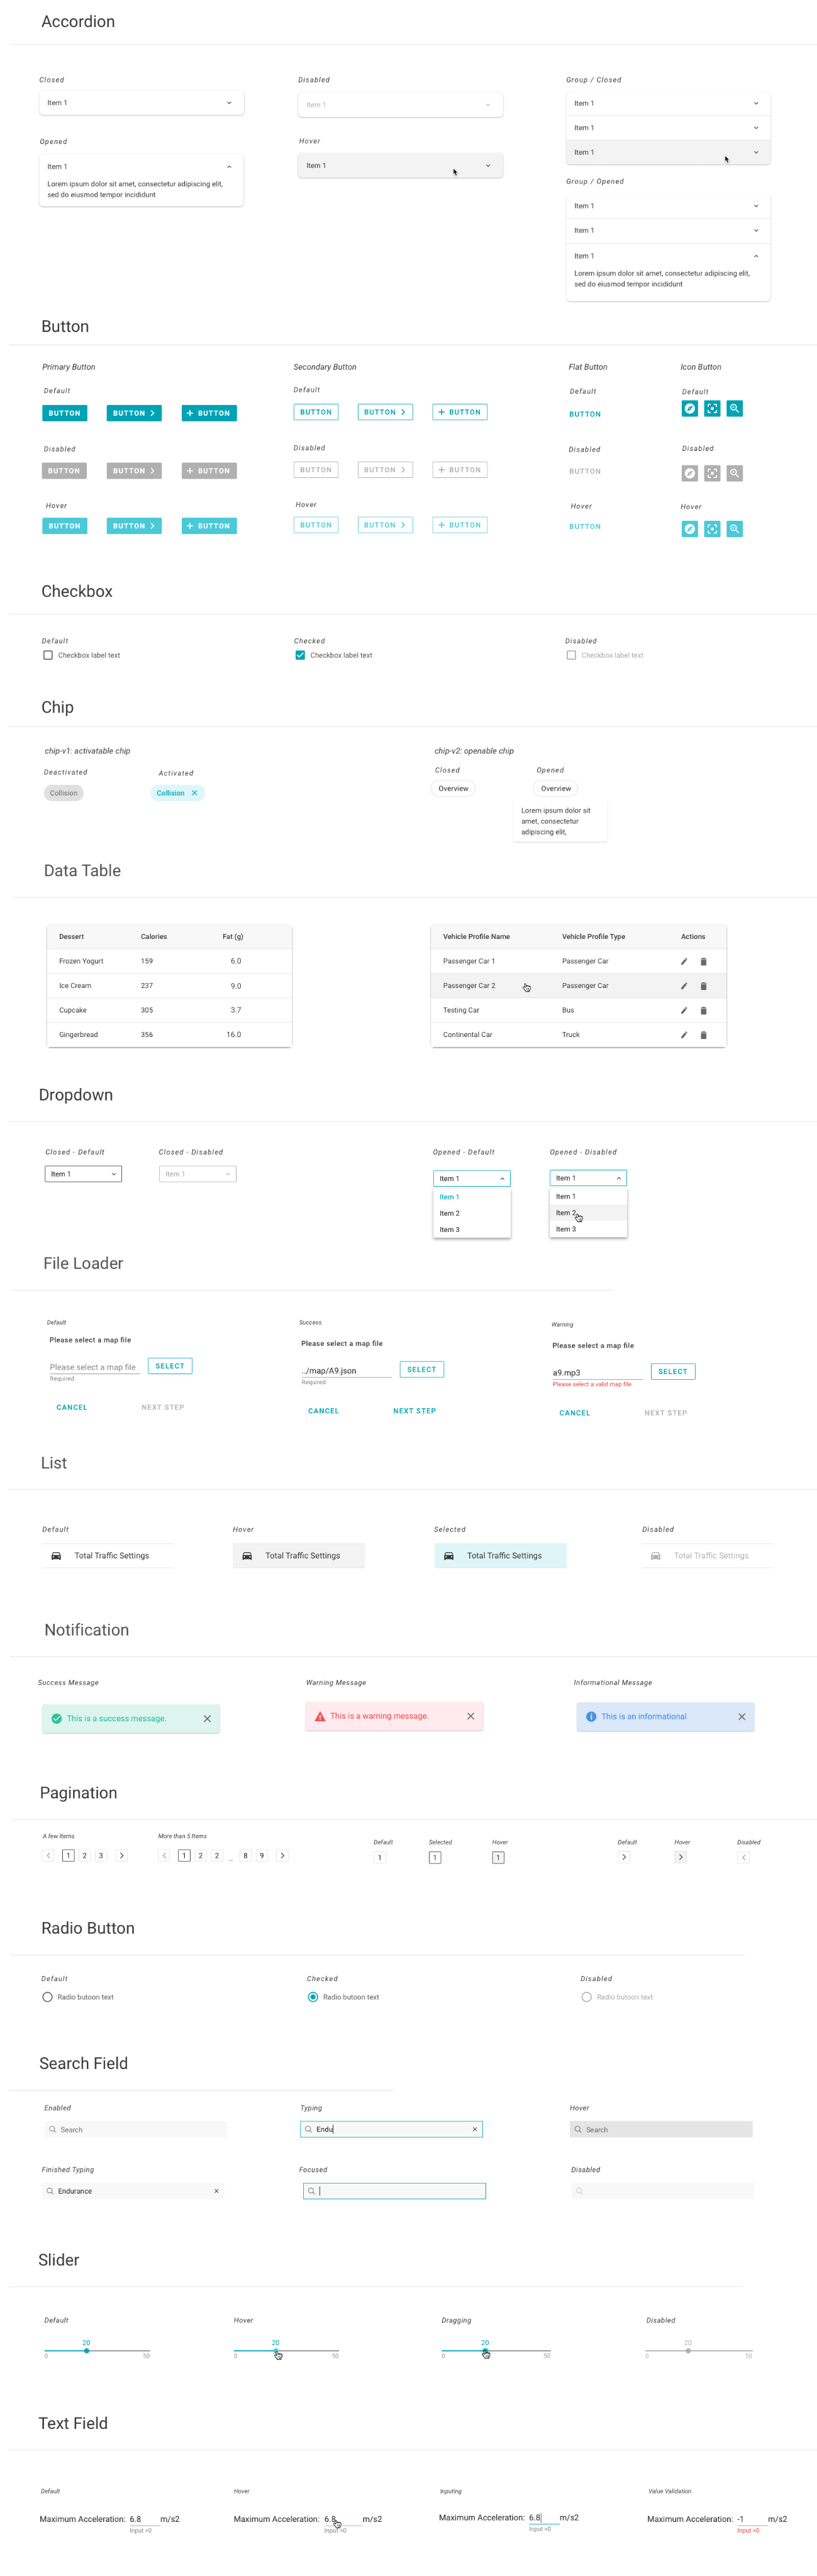 Accordion
Closed
Disabled
Group / Closed
Item 1
Item 1
Item 1
Item 1
Item 1
Opened
Hover
Item 1
Lorem ipsum dolor sit amet, consectetur adipiscing elit,
sed do eiusmod tempor incididunt
Item 1
Group / Opened
Item 1
Item 1
Item 1
Lorem ipsum dolor sit amet, consectetur adipiscing elit,
sed do eiusmod tempor incididunt
Button
Primary Button
Secondary Button
Flat Button
Icon Button
Default
Default
Default
Default
BUTTON
BUTTON
BUTTON
BUTTON
BUTTON
BUTTON
BUTTON
Disabled
Disabled
Disabled
Disabled
BUTTON
BUTTON
BUTTON
BUTTON
BUTTON
BUTTON
BUTTON
Hover
Hover
Hover
Hover
BUTTON
BUTTON
BUTTON
BUTTON
BUTTON
BUTTON
BUTTON
Checkbox
Default
Checked
Disabled
Checkbox label text
Checkbox label text
Checkbox label text
Chip
chip-v1: activatable chip
chip-v2: openable chip
Deactivated
Activated
Closed
Opened
Collision
Collision
Overview
Overview
Lorem ipsum dolor sit
amet, consectetur
adipiscing elit,
Data Table
Dessert Calories Fat (g)
Frozen Yogurt 159 6.0
Ice Cream 237 9.0
Cupcake 305 3.7
Gingerbread 356 16.0
Vehicle Profile Name Vehicle Profile Type Actions
Passenger Car 1 Passenger Car
Passenger Car 2 Passenger Car
Testing Car Bus
Continental Car Truck
Dropdown
Closed - Default
Closed - Disabled
Opened - Default
Opened - Disabled
Item 1
Item 1
Item 1
Item 1
Item 2
Item 3
Item 1
Item 1
Item 2
Item 3
File Loader
Default
Please select a map file
Please select a map file
SELECT
Required
CANCEL
NEXT STEP
Success
Please select a map file
../map/A9.json
SELECT
Required
CANCEL
NEXT STEP
Warning
Please select a map file
a9.mp3
SELECT
Please select a valid map file
CANCEL
NEXT STEP
List
Default
Hover
Selected
Disabled
Total Traffic Settings
Total Traffic Settings
Total Traffic Settings
Total Traffic Settings
Notification
Success Message
Warning Message
Informational Message
This is a success message.
This is a warning message.
This is an informational
Pagination
A few Items
More than 5 Items
Default
Selected
Hover
Default
Hover
Disabled
< 1 2 3 >
< 1 2 2 ... 8 9 >
1
1
1
>
>
<
Radio Button
Default
Checked
Disabled
Radio butoon text
Radio butoon text
Radio butoon text
Search Field
Enabled
Typing
Hover
Search
Endu
Search
Finished Typing
Focused
Disabled
Endurance
Slider
Default
Hover
Dragging
Disabled
20
0 50
20
0 50
20
0 50
20
0 50
Text Field
Default
Hover
Inputing
Value Validation
Maximum Acceleration: 6.8 m/s2
Input >0
Maximum Acceleration: 6.8 m/s2
Input >0
Maximum Acceleration: 6.8 m/s2
Input >0
Maximum Acceleration: -1 m/s2
Input >0